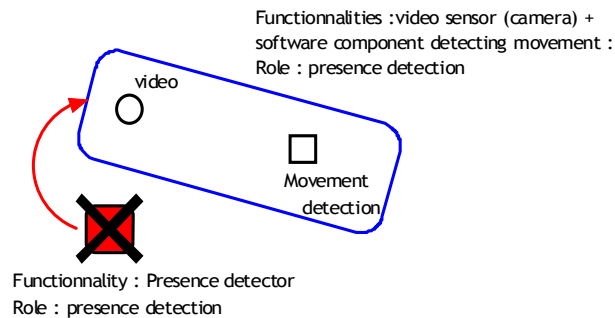 Functionnalities : video sensor (camera) +
software component detecting movement :
Role : presence detection
video
Movement
detection
Functionnality : Presence detector
Role : presence detection